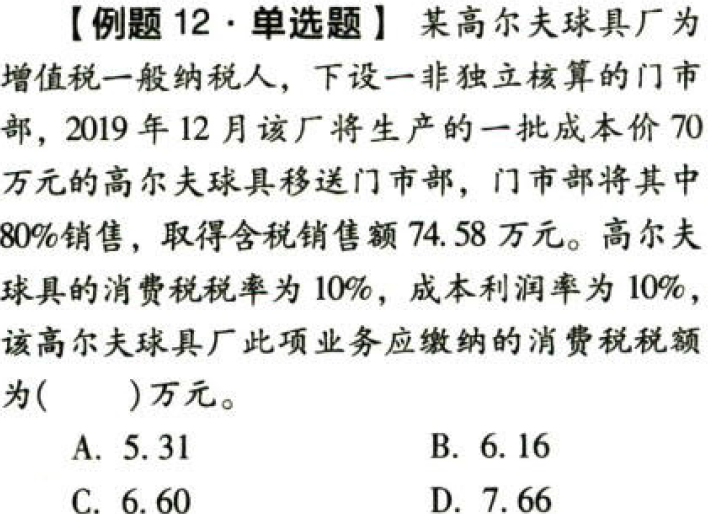 【例题 12 · 单选题】 某高尔夫球具厂为
增值税一般纳税人，下设一非独立核算的门市
部，2019 年 12 月该厂将生产的一批成本价 70
万元的高尔夫球具移送门市部，门市部将其中
80%销售，取得含税销售额 74.58 万元。高尔夫
球具的消费税税率为 10%，成本利润率为 10%，
该高尔夫球具厂此项业务应缴纳的消费税税额
为(  )万元。
A. 5.31 B. 6.16
C. 6.60 D. 7.66